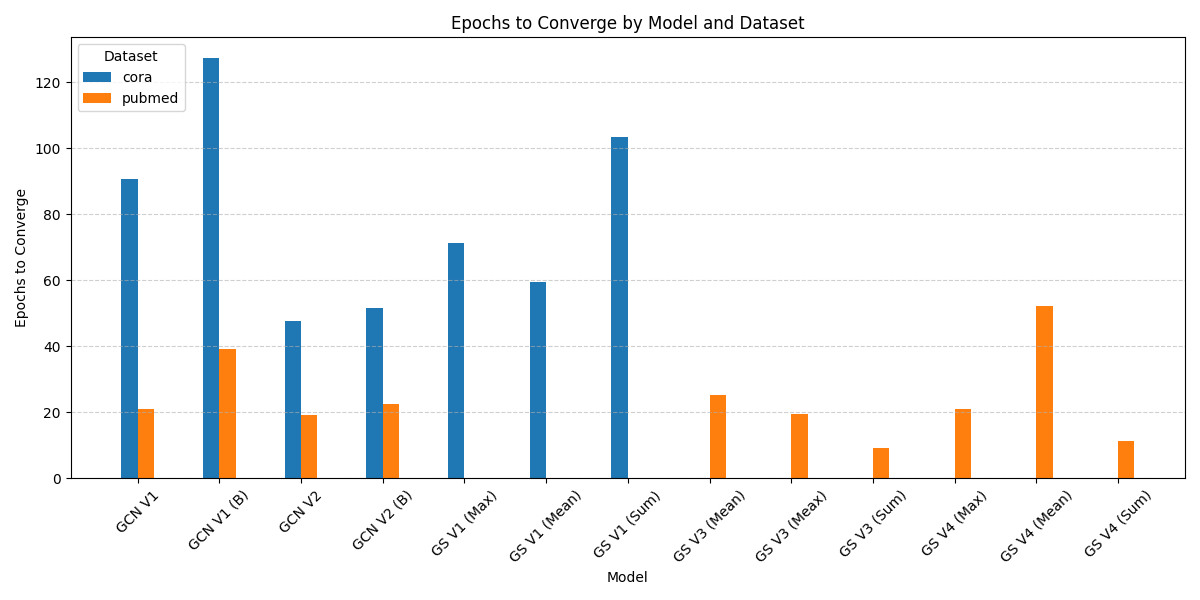 Epochs to Converge by Model and Dataset
Dataset
cora
pubmed
Epochs to Converge
120
100
80
60
40
20
0
GCN V1
GCN V1 (B)
GCN V2
GCN V2 (B)
GS V1 (Max)
GS V1 (Mean)
GS V1 (Sum)
GS V3 (Mean)
GS V3 (Meax)
GS V3 (Sum)
GS V4 (Max)
GS V4 (Mean)
GS V4 (Sum)
Model